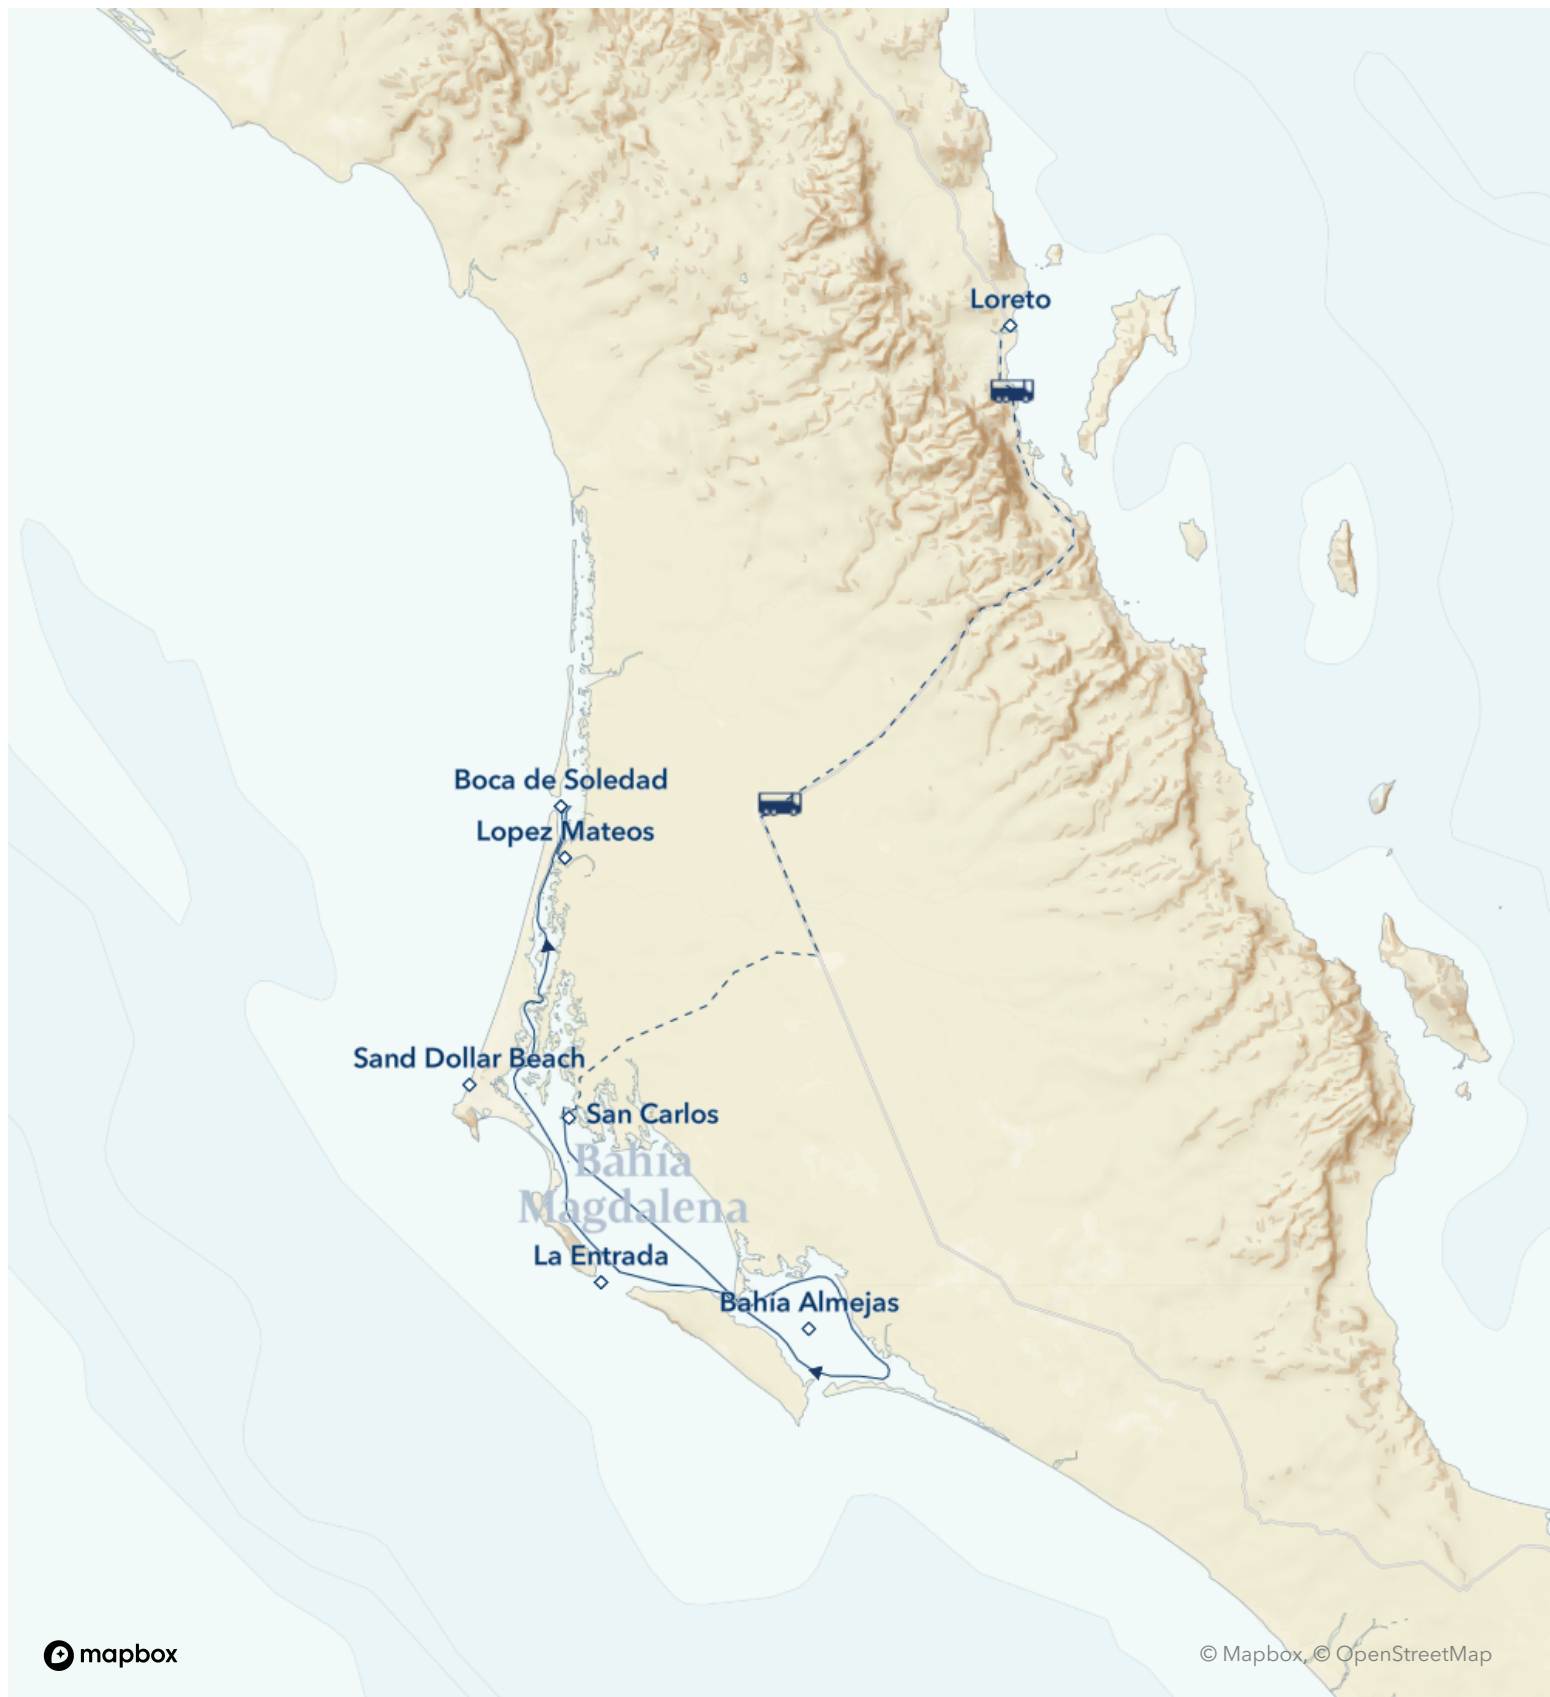 Loreto
Boca de Soledad
Lopez Mateos
Sand Dollar Beach
San Carlos
Bahía
Magdalena
La Entrada
Bahía Almejas
mapbox
© Mapbox, © OpenStreetMap